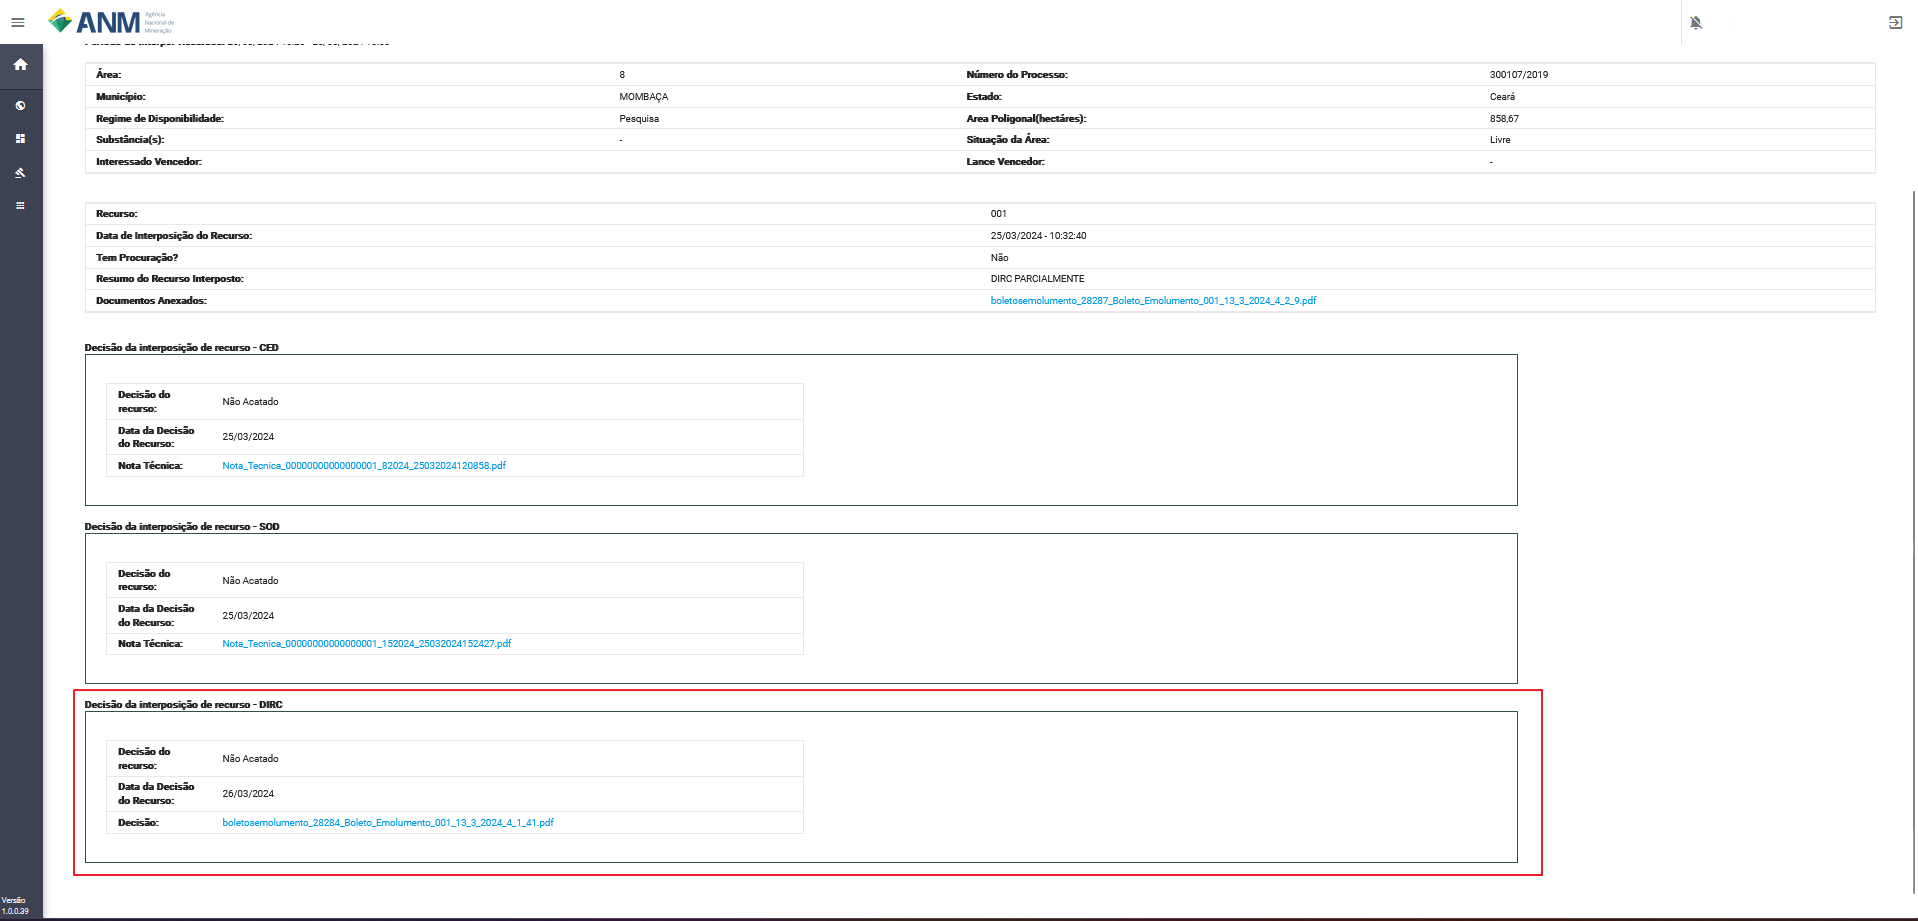 ANM
Agência
Nacional de
Mineração
Área: 8 Número do Processo: 300107/2019
Município: MOMBAÇA Estado: Ceará
Regime de Disponibilidade: Pesquisa Area Poligonal(hectáres): 858,67
Substância(s): - Situação da Área: Livre
Interessado Vencedor: Lance Vencedor: -
Recurso: 001
Data de Interposição do Recurso: 25/03/2024 - 10:32:40
Tem Procuração? Não
Resumo do Recurso Interposto: DIRC PARCIALMENTE
Documentos Anexados: boletosemolumento_28287_Boleto_Emolumento_001_13_3_2024_4_2_9.pdf
Decisão da interposição de recurso - CED
Decisão do
recurso: Não Acatado
Data da Decisão
do Recurso: 25/03/2024
Nota Técnica: Nota_Tecnica_00000000000000001_82024_25032024120858.pdf
Decisão da interposição de recurso - SOD
Decisão do
recurso: Não Acatado
Data da Decisão
do Recurso: 25/03/2024
Nota Técnica: Nota_Tecnica_00000000000000001_152024_25032024152427.pdf
Decisão da interposição de recurso - DIRC
Decisão do
recurso: Não Acatado
Data da Decisão
do Recurso: 26/03/2024
Decisão: boletosemolumento_28284_Boleto_Emolumento_001_13_3_2024_4_1_41.pdf
Versão
1.0.0.39